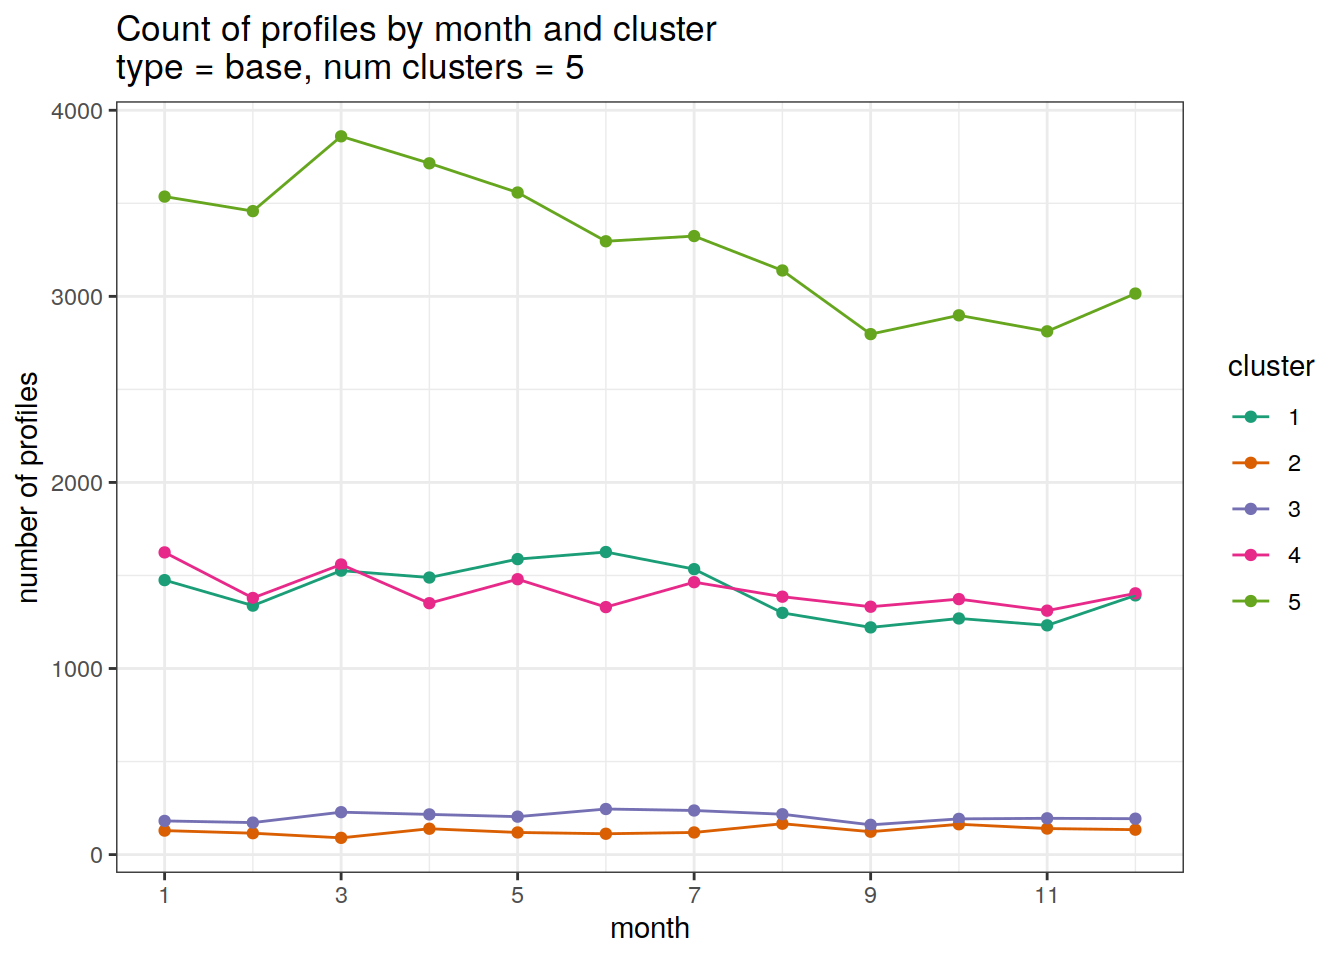 Count of profiles by month and cluster
type = base, num clusters = 5
4000
3000
2000
1000
0
number of profiles
1 3 5 7 9 11
month
cluster
1
2
3
4
5